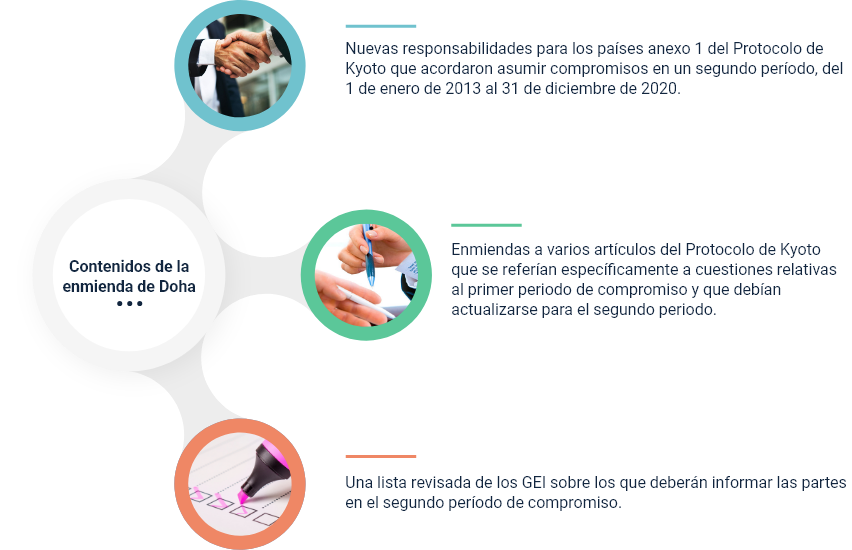 Nuevas responsabilidades para los países anexo 1 del Protocolo de
Kyoto que acordaron asumir compromisos en un segundo período, del
1 de enero de 2013 al 31 de diciembre de 2020.
Contenidos de la
enmienda de Doha
Enmiendas a varios artículos del Protocolo de Kyoto
que se referían específicamente a cuestiones relativas
al primer periodo de compromiso y que debían
actualizarse para el segundo periodo.
Una lista revisada de los GEI sobre los que deberán informar las partes
en el segundo período de compromiso.